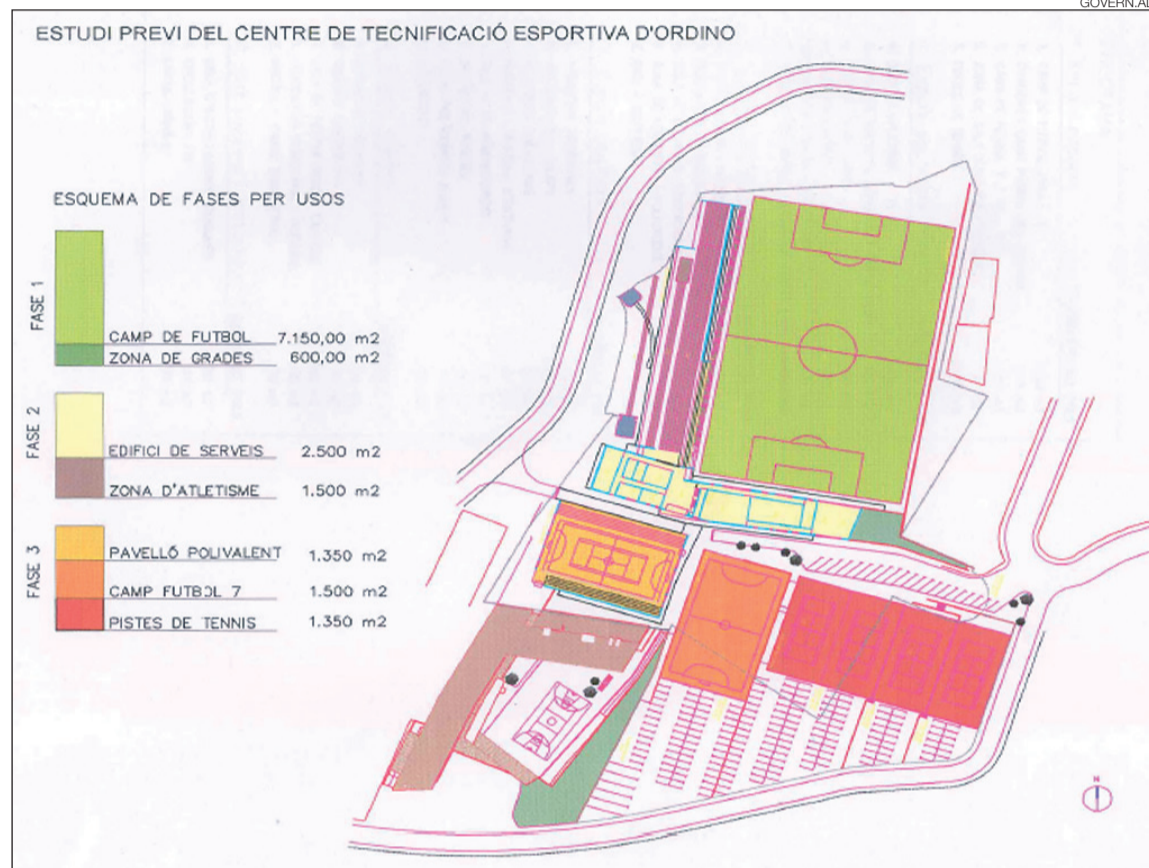 GOVERN.AD
ESTUDI PREVI DEL CENTRE DE TECNIFICACIÓ ESPORTIVA D'ORDINO
ESQUEMA DE FASES PER USOS
FASE 1
CAMP DE FUTBOL 7.150,00 m2
ZONA DE GRADES 600,00 m2
FASE 2
EDIFICI DE SERVEIS 2.500 m2
ZONA D'ATLETISME 1.500 m2
FASE 3
PAVELLÓ POLIVALENT 1.350 m2
CAMP FUTBOL 7 1.500 m2
PISTES DE TENNIS 1.350 m2
N